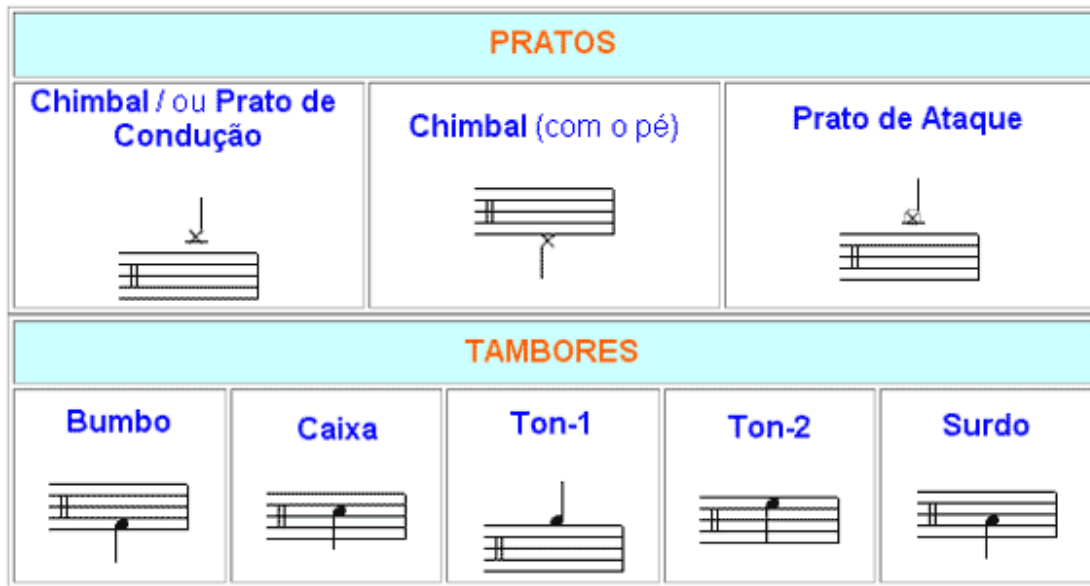 PRATOS
Chimbal / ou Prato de
Condução
Chimbal (com o pé)
Prato de Ataque
TAMBORES
Bumbo
Caixa
Ton-1
Ton-2
Surdo